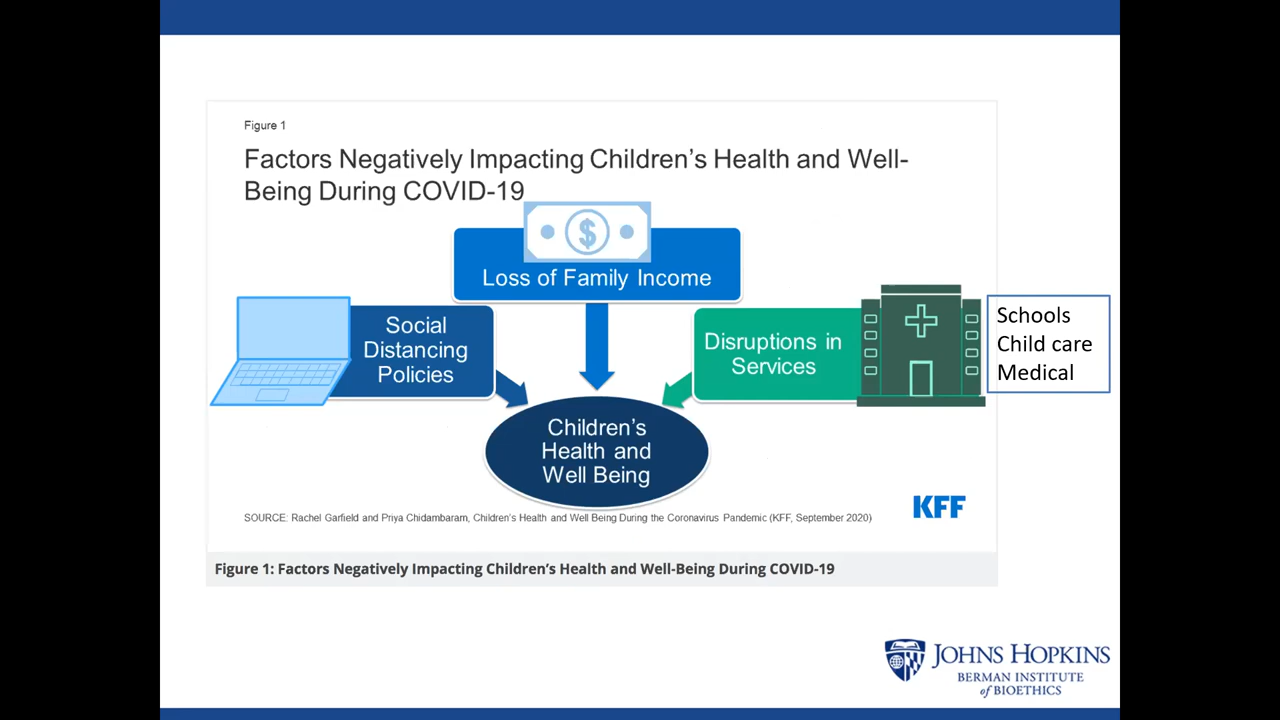 Figure 1
Factors Negatively Impacting Children's Health and Well-
Being During COVID-19
$
Loss of Family Income
Social
Distancing
Policies
Disruptions in
Services
Schools
Child care
Medical
Children's
Health and
Well Being
KFF
SOURCE: Rachel Garfield and Priya Chidambaram, Children's Health and Well Being During the Coronavirus Pandemic (KFF, September 2020)
Figure 1: Factors Negatively Impacting Children's Health and Well-Being During COVID-19
JOHNS HOPKINS
BERMAN INSTITUTE
of BIOETHICS